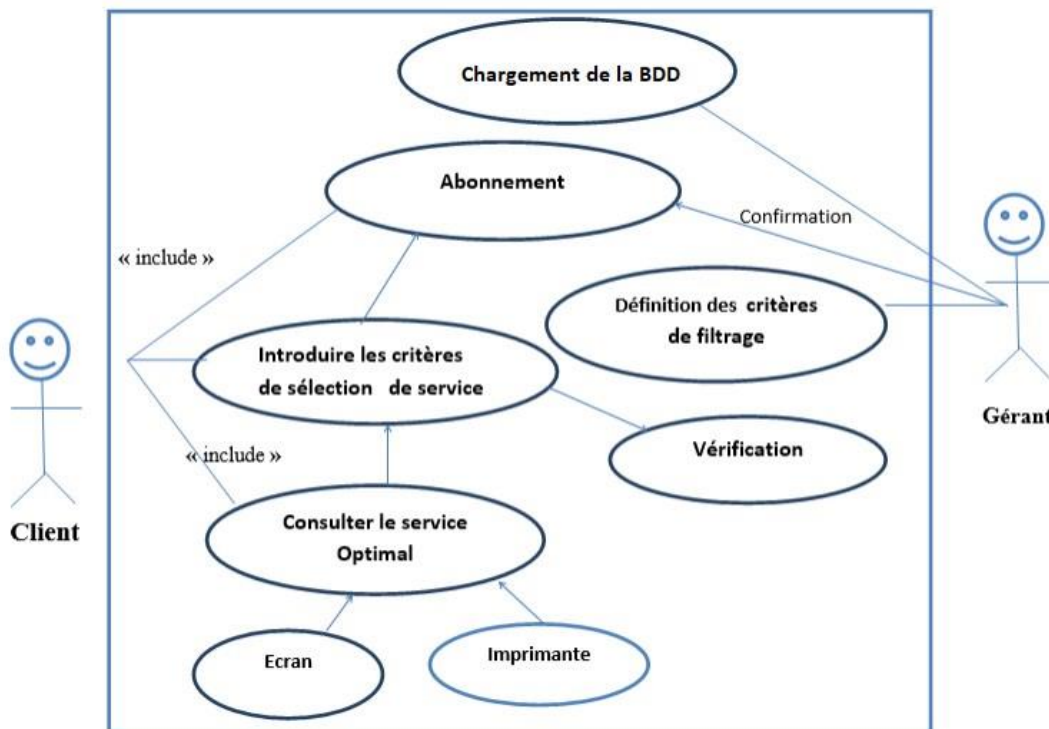 Chargement de la BDD
Abonnement
Confirmation
« include »
Définition des critères
de filtrage
Introduire les critères
de sélection de service
Gérant
Vérification
« include »
Client
Consulter le service
Optimal
Ecran
Imprimante